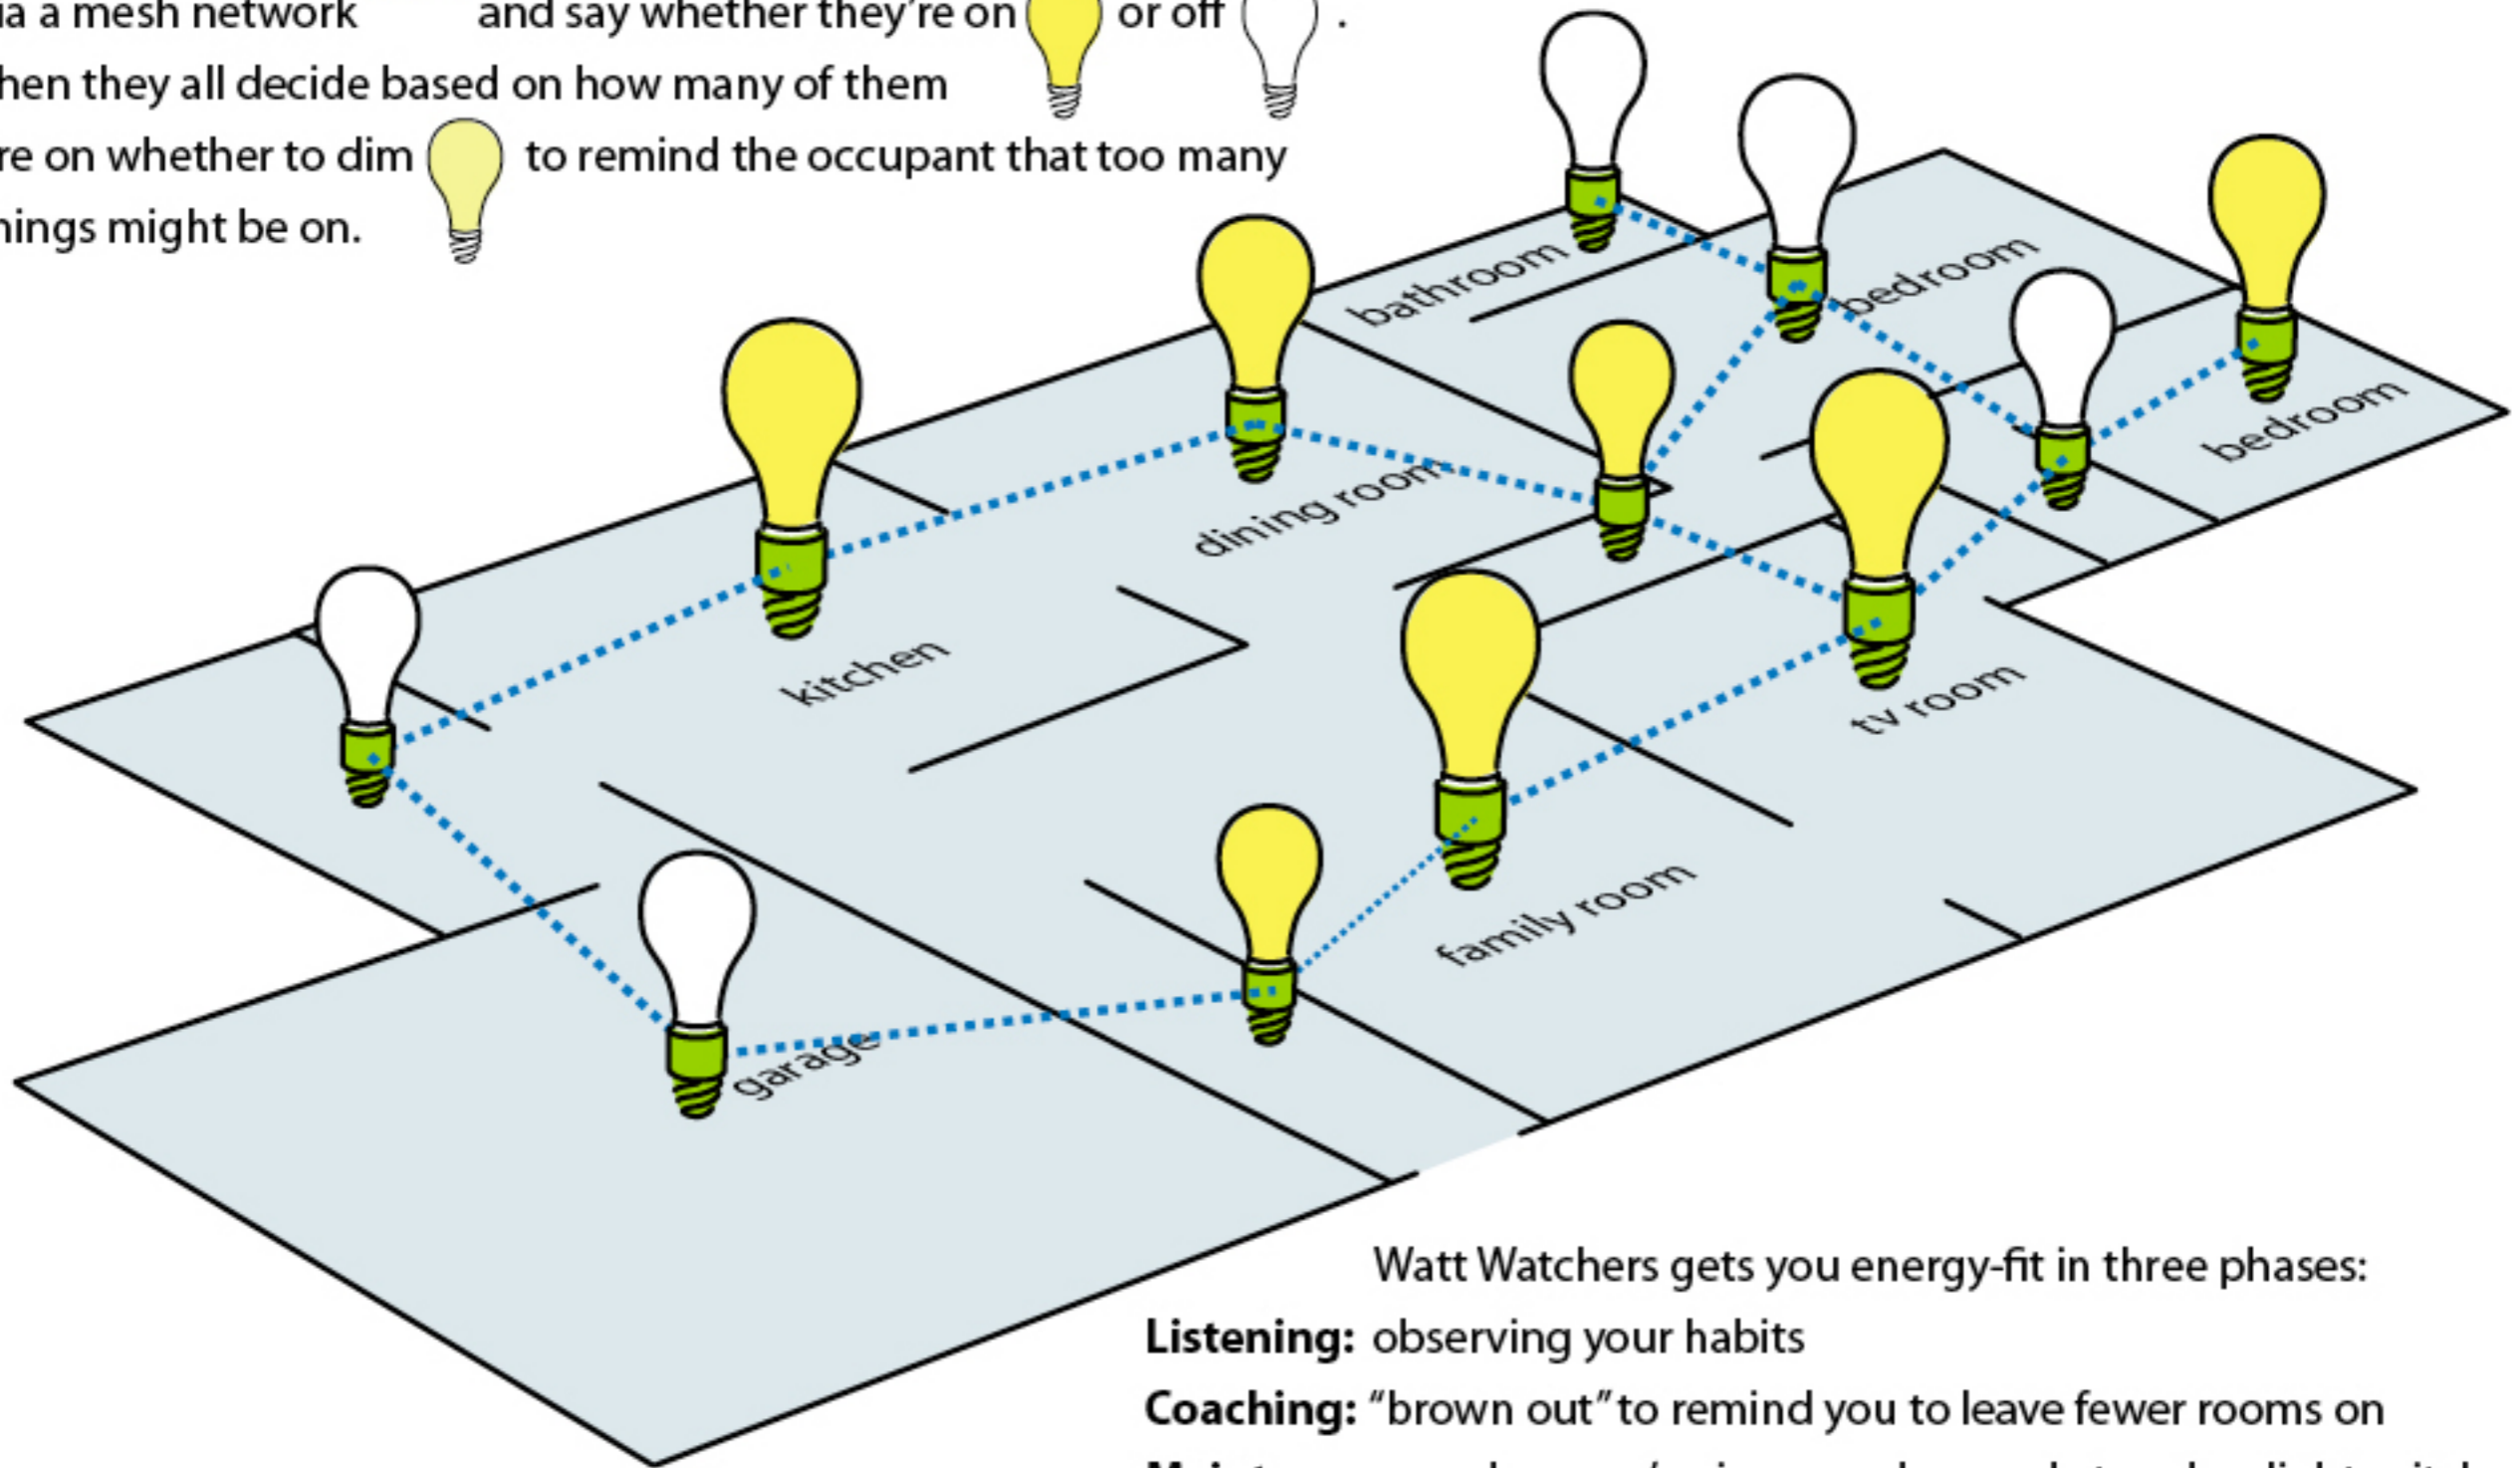 via a mesh network and say whether they're on or off .
hen they all decide based on how many of them
re on whether to dim to remind the occupant that too many
hings might be on.
bathroom
bedroom
bedroom
dining room
kitchen
tv room
family room
garage
Watt Watchers gets you energy-fit in three phases:
Listening: observing your habits
Coaching: “brown out” to remind you to leave fewer rooms on